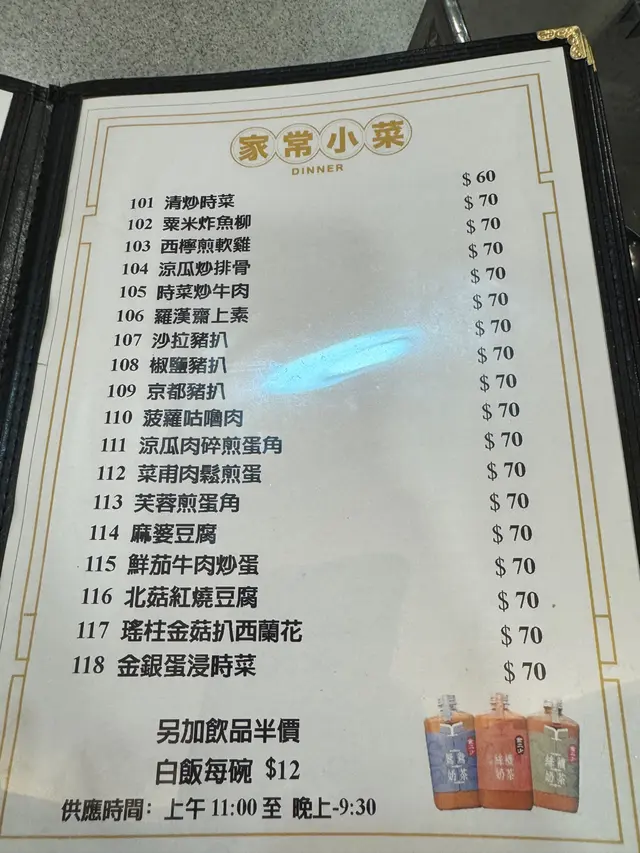 家常小菜
DINNER
101 清炒時菜 $60
102 粟米炸魚柳 $70
103 西檸煎軟雞 $70
104 涼瓜炒排骨 $70
105 時菜炒牛肉 $70
106 羅漢齋上素 $70
107 沙拉豬扒 $70
108 椒鹽豬扒 $70
109 京都豬扒 $70
110 菠蘿咕嚕肉 $70
111 涼瓜肉碎煎蛋角 $70
112 菜甫肉鬆煎蛋 $70
113 芙蓉煎蛋角 $70
114 麻婆豆腐 $70
115 鮮茄牛肉炒蛋 $70
116 北菇紅燒豆腐 $70
117 瑤柱金菇扒西蘭花 $70
118 金銀蛋浸時菜 $70
另加飲品半價
白飯每碗 $12
供應時間: 上午 11:00 至 晚上-9:30